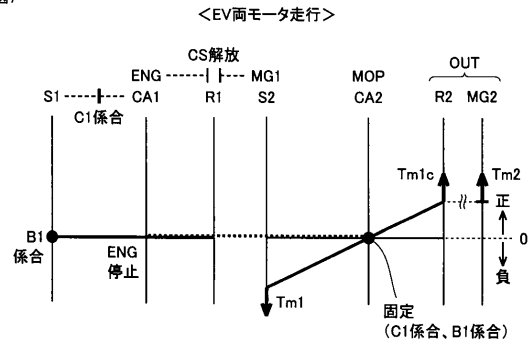 ＜EV両モータ走行＞
CS解放
OUT
ENG
MG1
MOP
S1
CA1
R1
S2
CA2
R2
MG2
C1係合
Tm1c
Tm2
正
B1
係合
0
ENG
停止
負
Tm1
固定
(C1係合、B1係合)